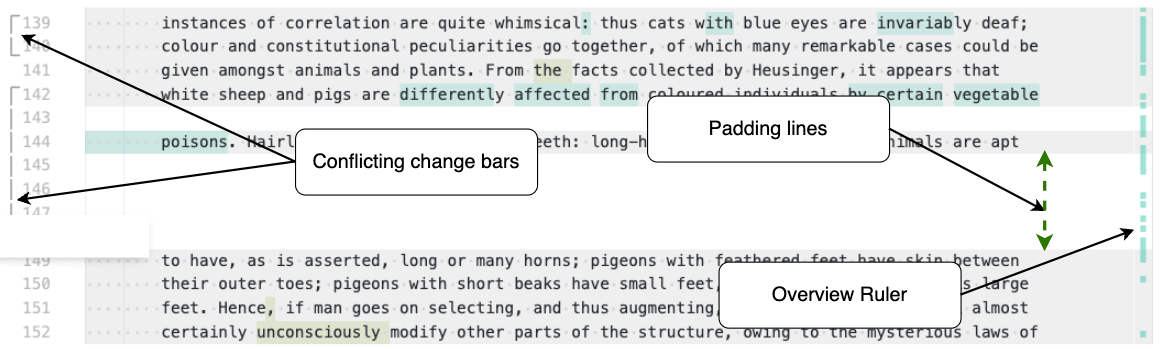 139 instances of correlation are quite whimsical: thus cats with blue eyes are invariably deaf;
140 colour and constitutional peculiarities go together, of which many remarkable cases could be
141 given amongst animals and plants. From the facts collected by Heusinger, it appears that
142 white sheep and pigs are differently affected from coloured individuals by certain vegetable
Padding lines
143
144 poisons. Hairl eeth: long-h nimals are apt
Conflicting change bars
145
146
147
149 to have, as is asserted, long or many horns; pigeons with feathered feet have skin between
150 their outer toes; pigeons with short beaks have small feet, s large
Overview Ruler
151 feet. Hence, if man goes on selecting, and thus augmenting, almost
152 certainly unconsciously modify other parts of the structure, owing to the mysterious laws of